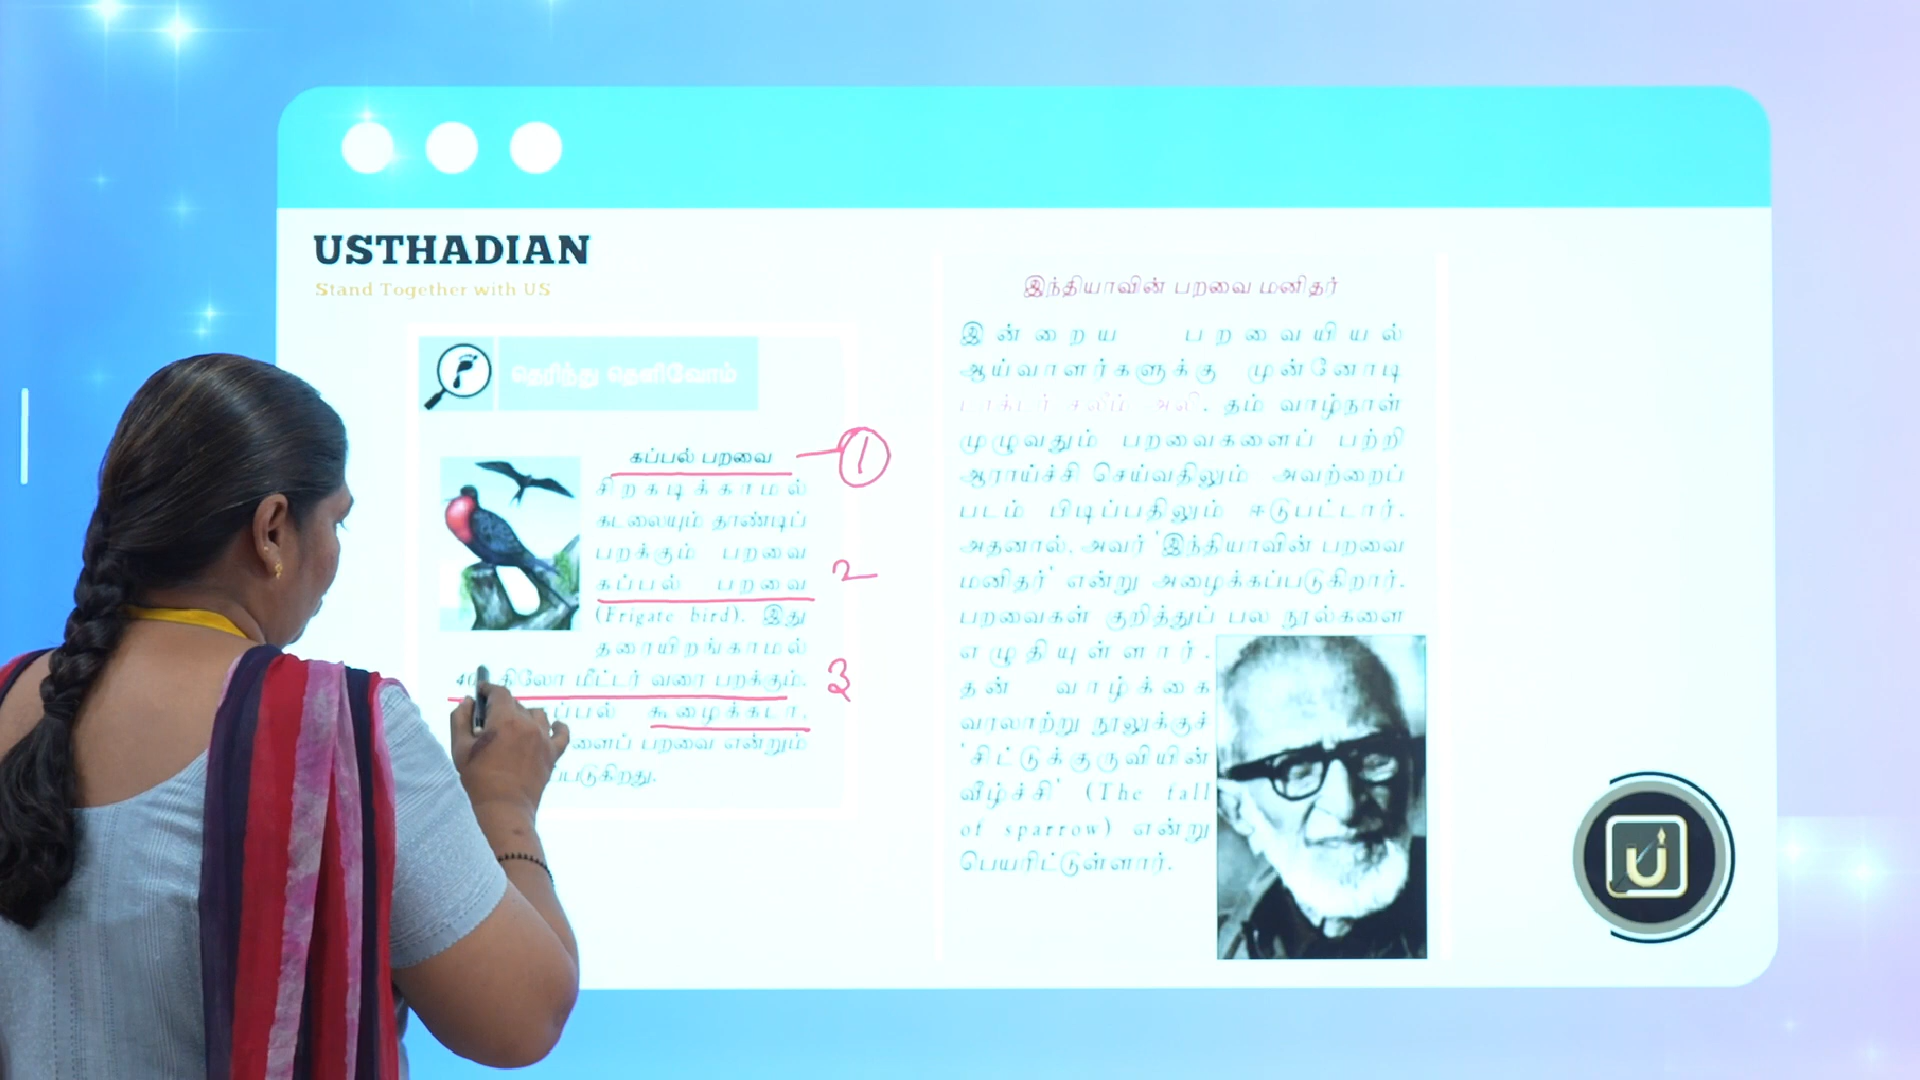 USTHADIAN
Stand Together with US
தெரிந்து தெளிவோம்
கப்பல் பறவை
1
சிறகடிக்காமல்
கடலையும் தாண்டிப்
பறக்கும் பறவை
கப்பல் பறவை
2
(Frigate bird). இது
தரையிறங்காமல்
கிலோ மீட்டர் வரை பறக்கும்.
3
கூழைக்கடா,
பறவை என்றும்
இந்தியாவின் பறவை மனிதர்
இன்றைய பறவையியல்
ஆய்வாளர்களுக்கு முன்னோடி
டாக்டர் சலீம் அலி. தம் வாழ்நாள்
முழுவதும் பறவைகளைப் பற்றி
ஆராய்ச்சி செய்வதிலும் அவற்றைப்
படம் பிடிப்பதிலும் ஈடுபட்டார்.
அதனால், அவர் 'இந்தியாவின் பறவை
மனிதர்' என்று அழைக்கப்படுகிறார்.
பறவைகள் குறித்துப் பல நூல்களை
எழுதியுள்ளார்.
தன் வாழ்க்கை
வரலாற்று நூலுக்குச்
'சிட்டுக்குருவியின்
வீழ்ச்சி' (The fall
of sparrow) என்று
பெயரிட்டுள்ளார்.
U